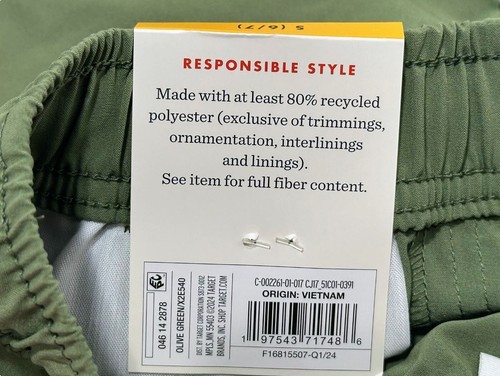 S (6/7)
RESPONSIBLE STYLE
Made with at least 80% recycled
polyester (exclusive of trimmings,
ornamentation, interlinings
and linings).
See item for full fiber content.
046 14 2878
OLIVE GREEN/X2E540
DIST. BY TARGET CORPORATION
MPLS, MN 55403 ©2024 TARGET
BRANDS, INC. SHOP TARGET.COM
C-002261-01-017 CJ17_51C01-0391
ORIGIN: VIETNAM
1 97543 71748 6
F16815507-Q1/24